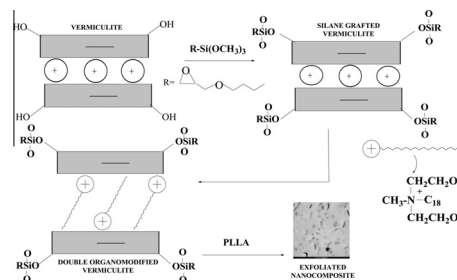 VERMICULITE
HO
OH
+ + +
HO
OH
R-Si(OCH₃)₃
R=
O
O
SILANE GRAFTED
VERMICULITE
O
RSiO
O
O
OSiR
O
+ + +
O
RSiO
O
O
OSiR
O
O
RSiO
O
O
OSiR
O
+
+
+
O
RSiO
O
O
OSiR
O
DOUBLE ORGANOMODIFIED
VERMICULITE
PLLA
EXFOLIATED
NANOCOMPOSITE
+
CH₂CH₂O
+
CH₃-N-C₁₈
CH₂CH₂O